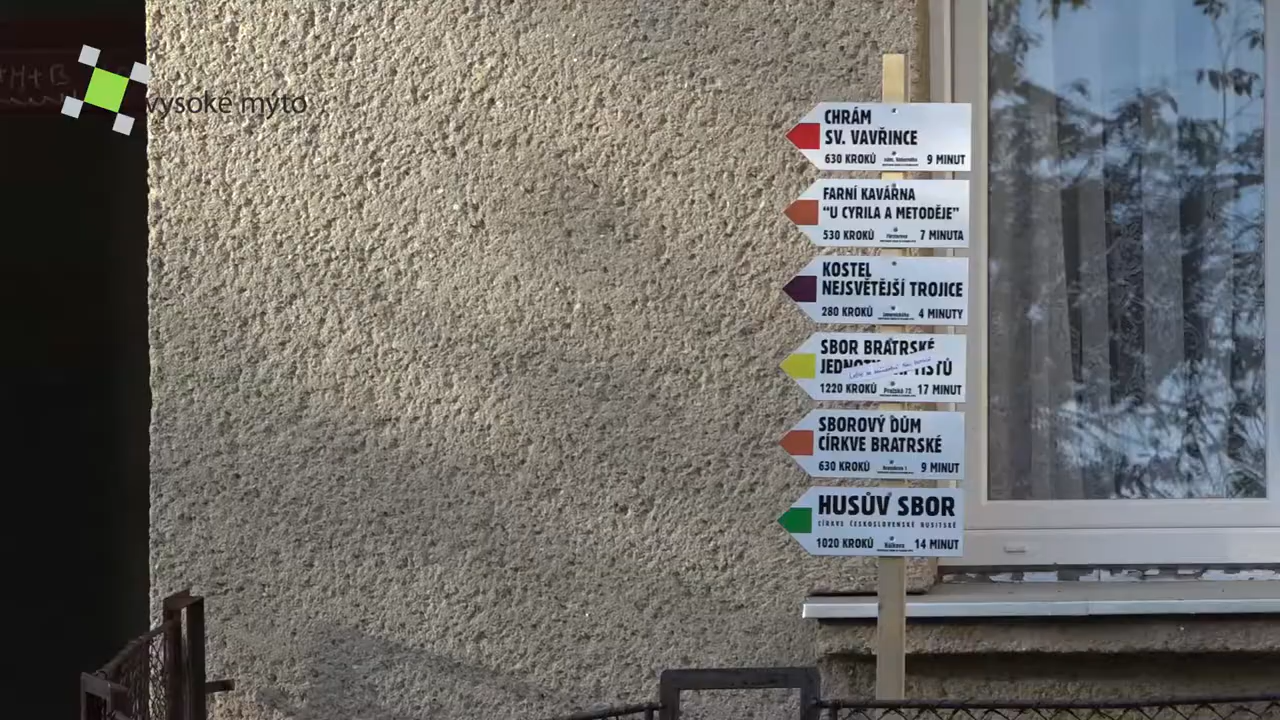 vysoké mýto
CHRÁM
SV. VAVŘINCE
630 KROKŮ 9 MINUT
FARNÍ KAVÁRNA
"U CYRILA A METODĚJE"
530 KROKŮ 7 MINUTA
KOSTEL
NEJSVĚTĚJŠÍ TROJICE
280 KROKŮ 4 MINUTY
SBOR BRATRSKÉ
1220 KROKŮ Pražská 72 17 MINUT
SBOROVÝ DŮM
CÍRKVE BRATRSKÉ
630 KROKŮ 9 MINUT
HUSŮV SBOR
CÍRKVE ČESKOSLOVENSKÉ HUSITSKÉ
1020 KROKŮ 14 MINUT